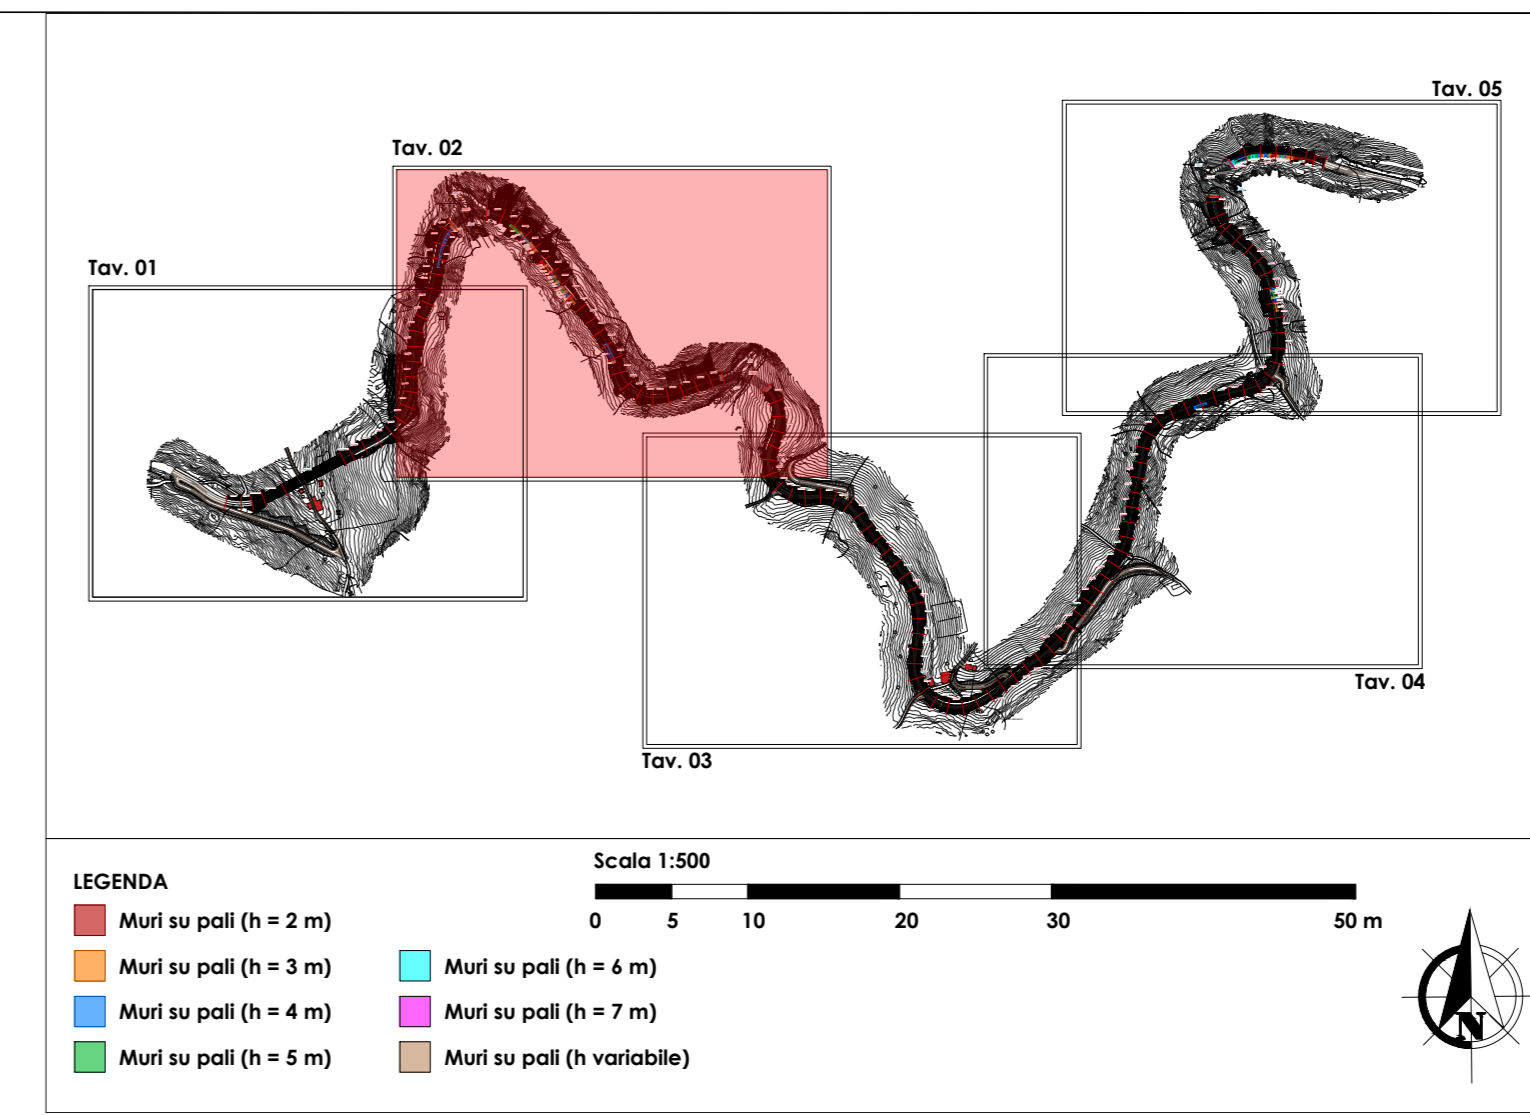 Tav. 05
Tav. 02
Tav. 01
Tav. 04
Tav. 03
LEGENDA
Muri su pali (h = 2 m)
Muri su pali (h = 3 m)
Muri su pali (h = 4 m)
Muri su pali (h = 5 m)
Muri su pali (h = 6 m)
Muri su pali (h = 7 m)
Muri su pali (h variabile)
Scala 1:500
0 5 10 20 30 50 m
N